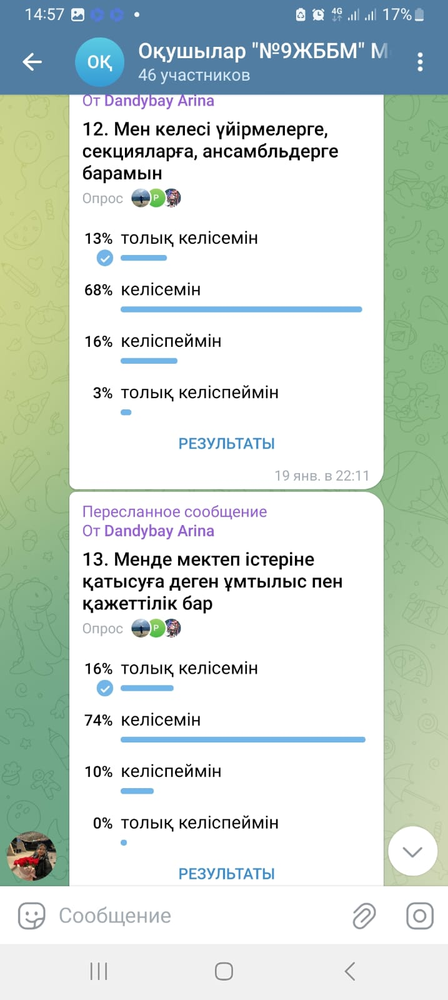 14:57
4G 17%
ОҚ
Оқушылар "№9ЖББМ" М
46 участников
От Dandybay Arina
12. Мен келесі үйірмелерге,
секцияларға, ансамбльдерге
барамын
Опрос P
13% толық келісемін
68% келісемін
16% келіспеймін
3% толық келіспеймін
РЕЗУЛЬТАТЫ
19 янв. в 22:11
Пересланное сообщение
От Dandybay Arina
13. Менде мектеп істеріне
қатысуға деген ұмтылыс пен
қажеттілік бар
Опрос P
16% толық келісемін
74% келісемін
10% келіспеймін
0% толық келіспеймін
РЕЗУЛЬТАТЫ
Сообщение